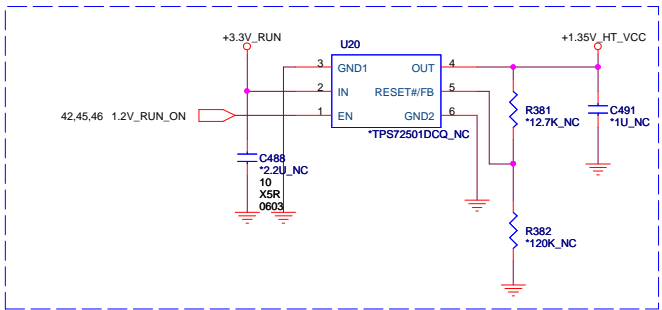 +3.3V_RUN
+1.35V_HT_VCC
U20
3 GND1 OUT 4
2 IN RESET#/FB 5
1 EN GND2 6
42,45,46 1.2V_RUN_ON
*TPS72501DCQ_NC
R381
*12.7K_NC
C491
*1U_NC
C488
*2.2U_NC
10
X5R
0603
R382
*120K_NC